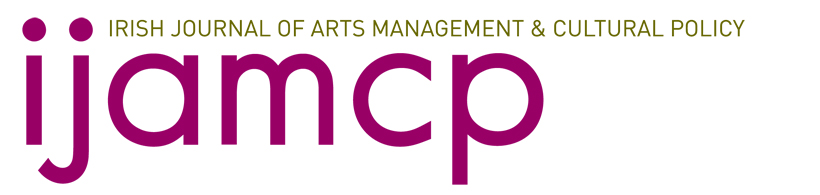 IRISH JOURNAL OF ARTS MANAGEMENT & CULTURAL POLICY
ijamcp